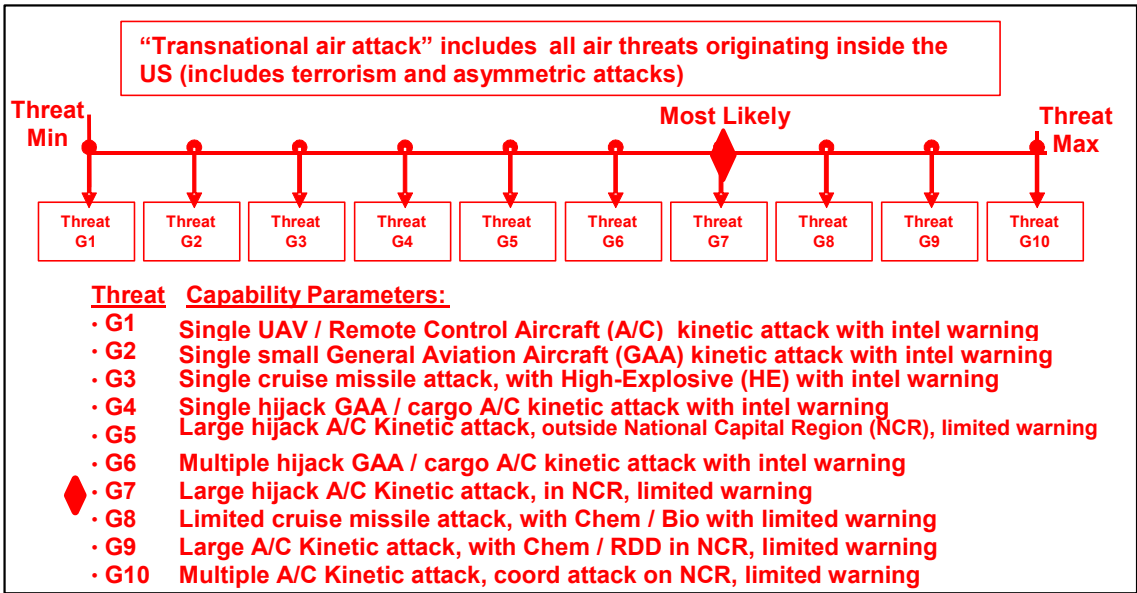 “Transnational air attack” includes all air threats originating inside the
US (includes terrorism and asymmetric attacks)
Threat
Min
Most Likely
Threat
Max
Threat
G1
Threat
G2
Threat
G3
Threat
G4
Threat
G5
Threat
G6
Threat
G7
Threat
G8
Threat
G9
Threat
G10
Threat Capability Parameters:
· G1 Single UAV / Remote Control Aircraft (A/C) kinetic attack with intel warning
· G2 Single small General Aviation Aircraft (GAA) kinetic attack with intel warning
· G3 Single cruise missile attack, with High-Explosive (HE) with intel warning
· G4 Single hijack GAA / cargo A/C kinetic attack with intel warning
· G5 Large hijack A/C Kinetic attack, outside National Capital Region (NCR), limited warning
· G6 Multiple hijack GAA / cargo A/C kinetic attack with intel warning
· G7 Large hijack A/C Kinetic attack, in NCR, limited warning
· G8 Limited cruise missile attack, with Chem / Bio with limited warning
· G9 Large A/C Kinetic attack, with Chem / RDD in NCR, limited warning
· G10 Multiple A/C Kinetic attack, coord attack on NCR, limited warning